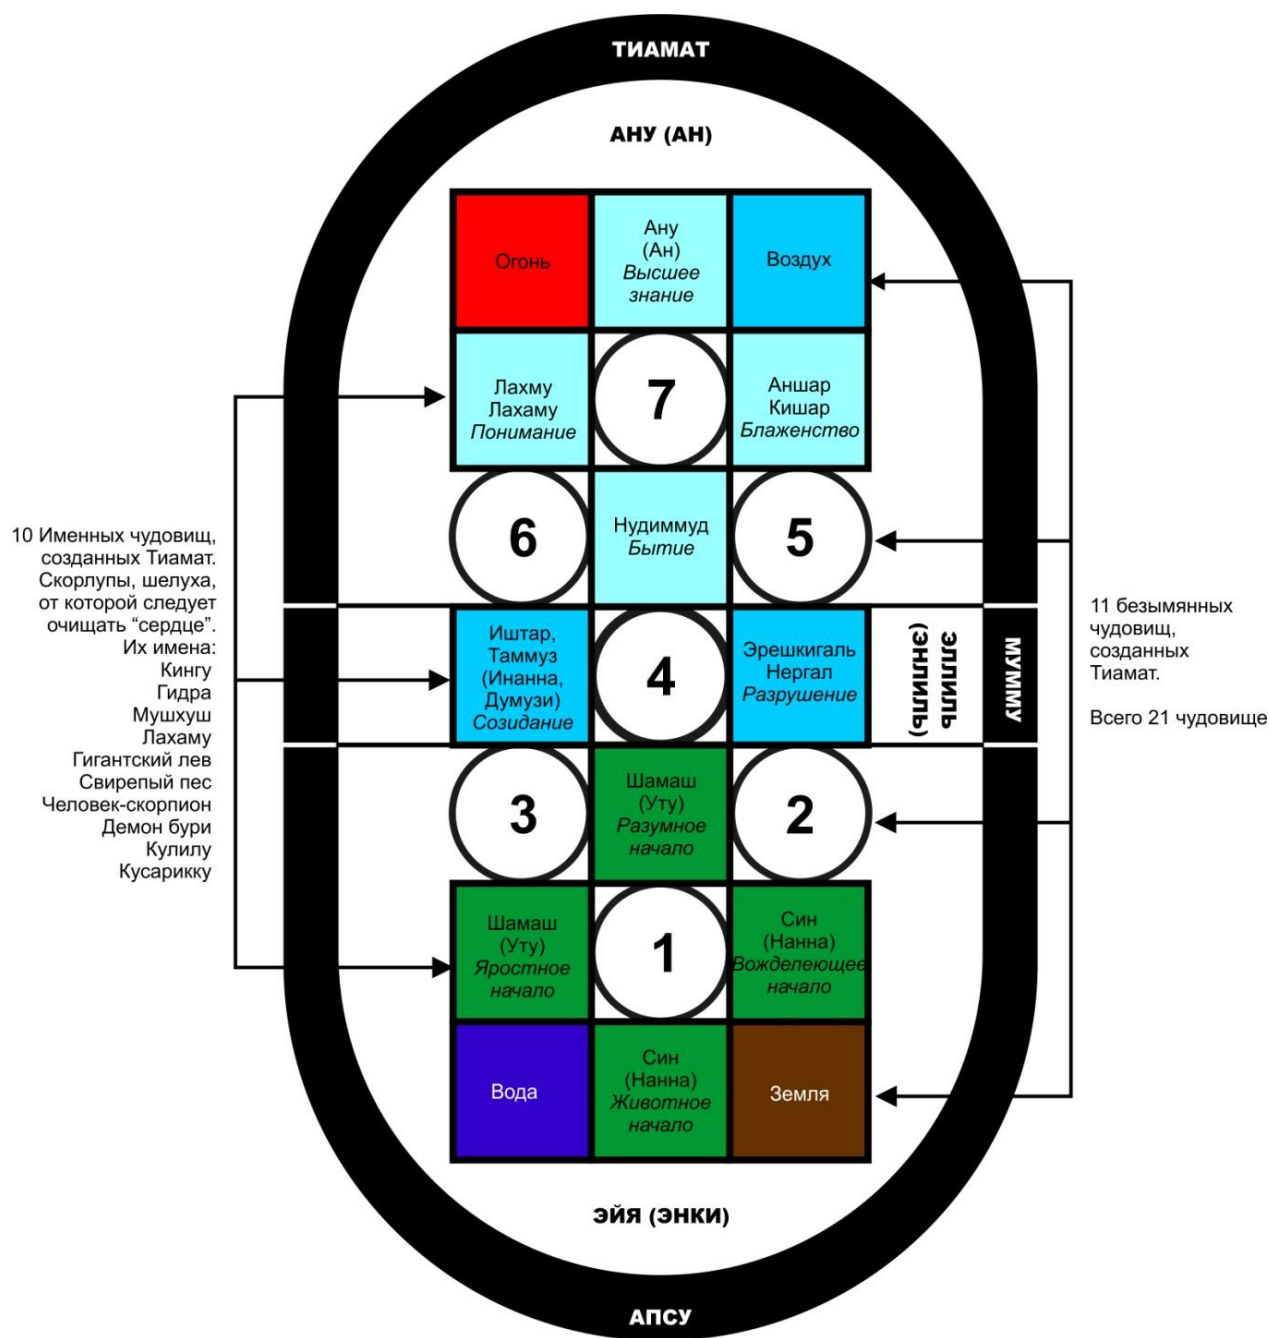 ТИАМАТ
АНУ (АН)
Огонь
Ану
(Ан)
Высшее
знание
Воздух
Лахму
Лахаму
Понимание
7
Аншар
Кишар
Блаженство
6
Нудиммуд
Бытие
5
10 Именных чудовищ,
созданных Тиамат.
Скорлупы, шелуха,
от которой следует
очищать “сердце”.
Их имена:
Кингу
Гидра
Мушхуш
Лахаму
Гигантский лев
Свирепый пес
Человек-скорпион
Демон бури
Кулилу
Кусарикку
Иштар,
Таммуз
(Инанна,
Думузи)
Созидание
4
Эрешкигаль
Нергал
Разрушение
ЭЛЛИЛЬ
(ЭНЛИЛЬ)
МУММУ
11 безымянных
чудовищ,
созданных
Тиамат.
Всего 21 чудовище
3
Шамаш
(Уту)
Разумное
начало
2
Шамаш
(Уту)
Яростное
начало
1
Син
(Нанна)
Вожделеющее
начало
Вода
Син
(Нанна)
Животное
начало
Земля
ЭЙЯ (ЭНКИ)
АПСУ